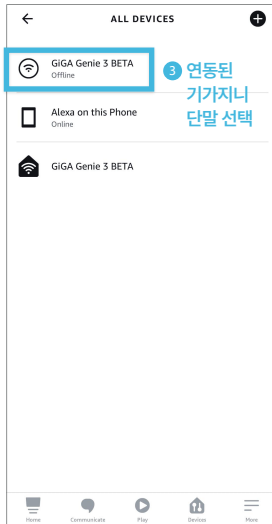 ALL DEVICES
GiGA Genie 3 BETA
Offline
③ 연동된
기가지니
단말 선택
Alexa on this Phone
Online
GiGA Genie 3 BETA
Home Communicate Play Devices More